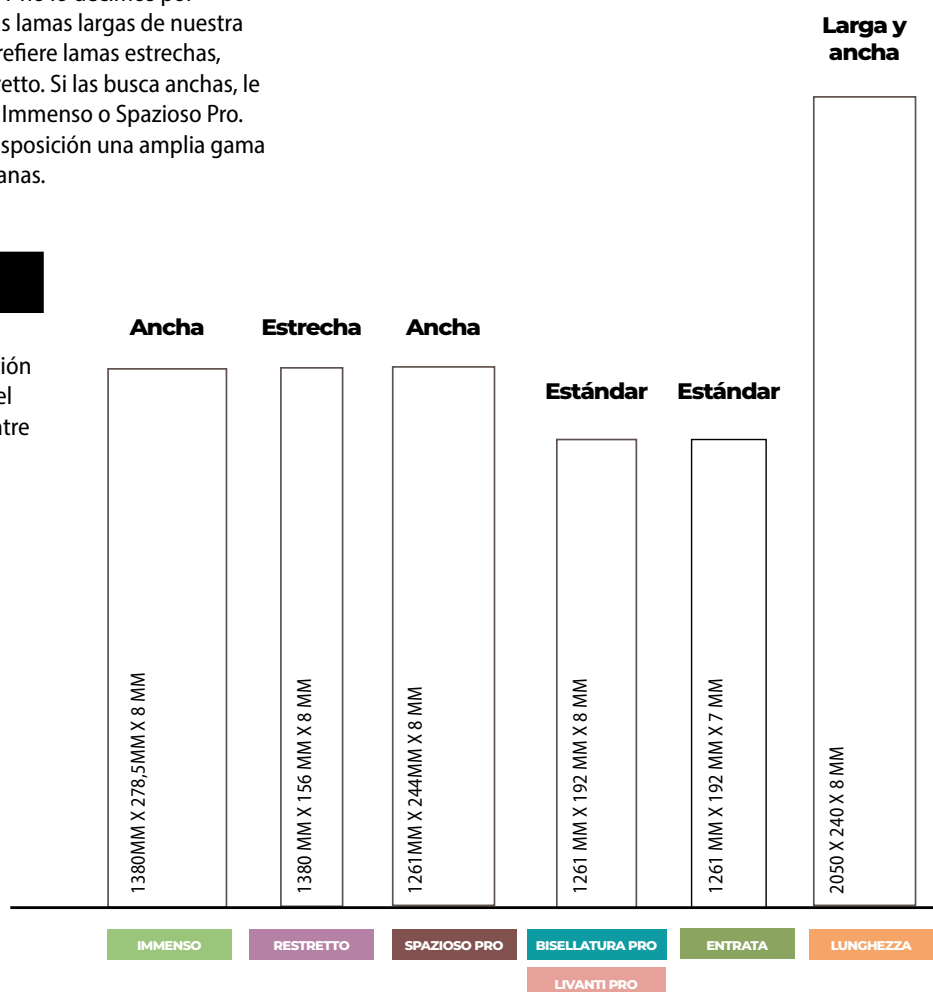 s lamas largas de nuestra
refiere lamas estrechas,
etto. Si las busca anchas, le
Immenso o Spazioso Pro.
isposición una amplia gama
anas.
ión
el
ntre
Larga y
ancha
Ancha
Estrecha
Ancha
Estándar
Estándar
1380MM X 278,5MM X 8 MM
1380 MM X 156 MM X 8 MM
1261MM X 244MM X 8 MM
1261 MM X 192 MM X 8 MM
1261 MM X 192 MM X 7 MM
2050 X 240 X 8 MM
IMMENSO
RESTRETTO
SPAZIOSO PRO
BISELLATURA PRO
ENTRATA
LUNGHEZZA
LIVANTI PRO